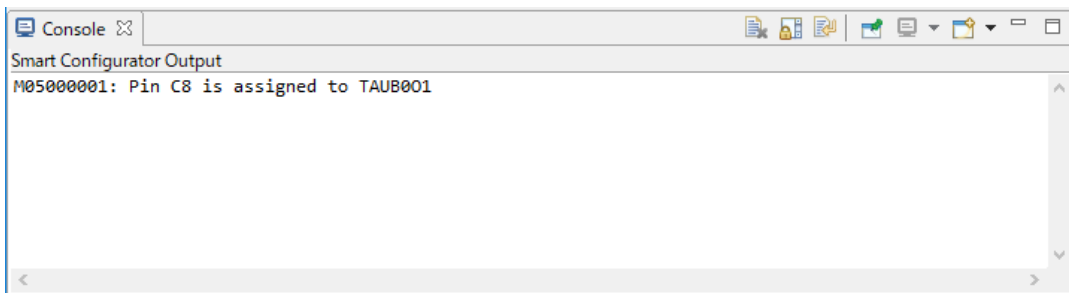 Console
Smart Configurator Output
M05000001: Pin C8 is assigned to TAUB0O1